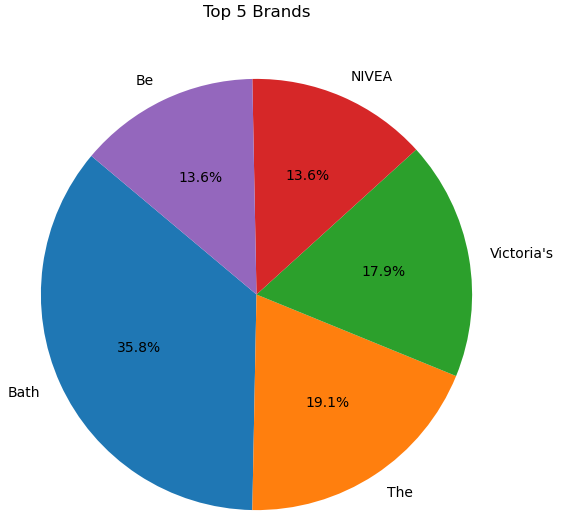 Top 5 Brands
Be
NIVEA
13.6%
13.6%
Victoria's
17.9%
35.8%
Bath
19.1%
The